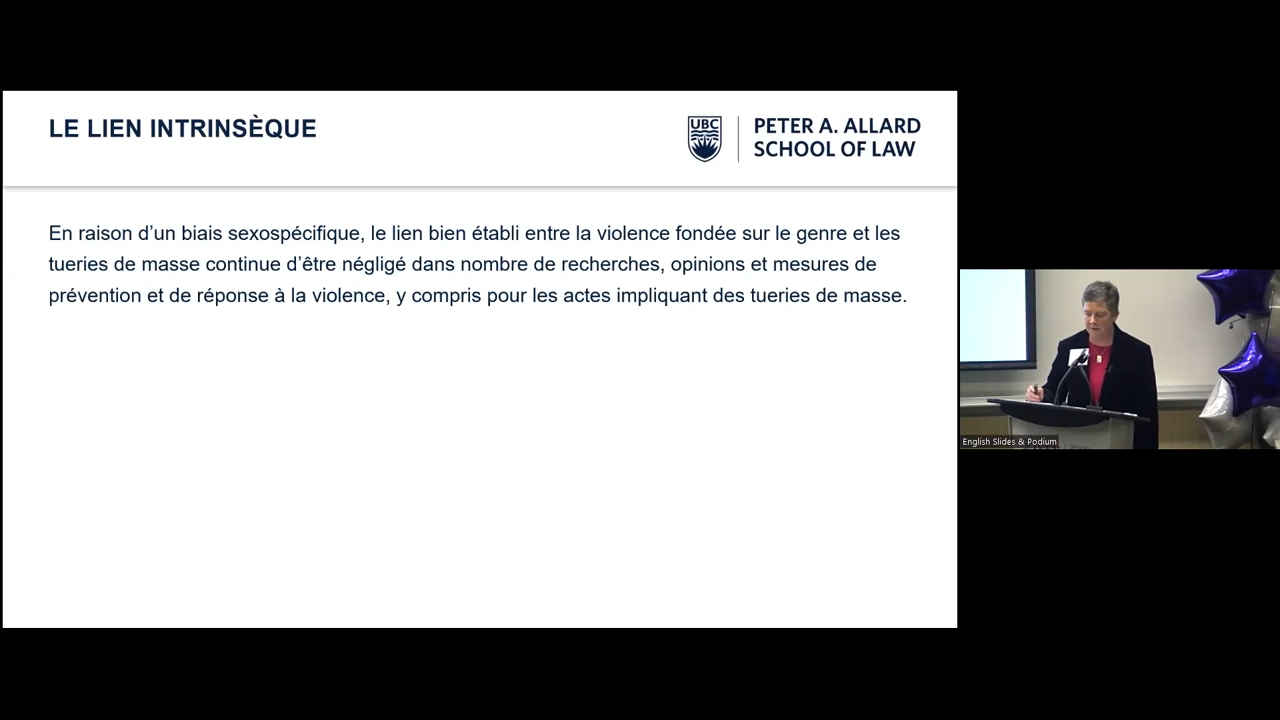 LE LIEN INTRINSÈQUE
UBC
PETER A. ALLARD
SCHOOL OF LAW
En raison d’un biais sexospécifique, le lien bien établi entre la violence fondée sur le genre et les
tueries de masse continue d’être négligé dans nombre de recherches, opinions et mesures de
prévention et de réponse à la violence, y compris pour les actes impliquant des tueries de masse.
English Slides & Podium